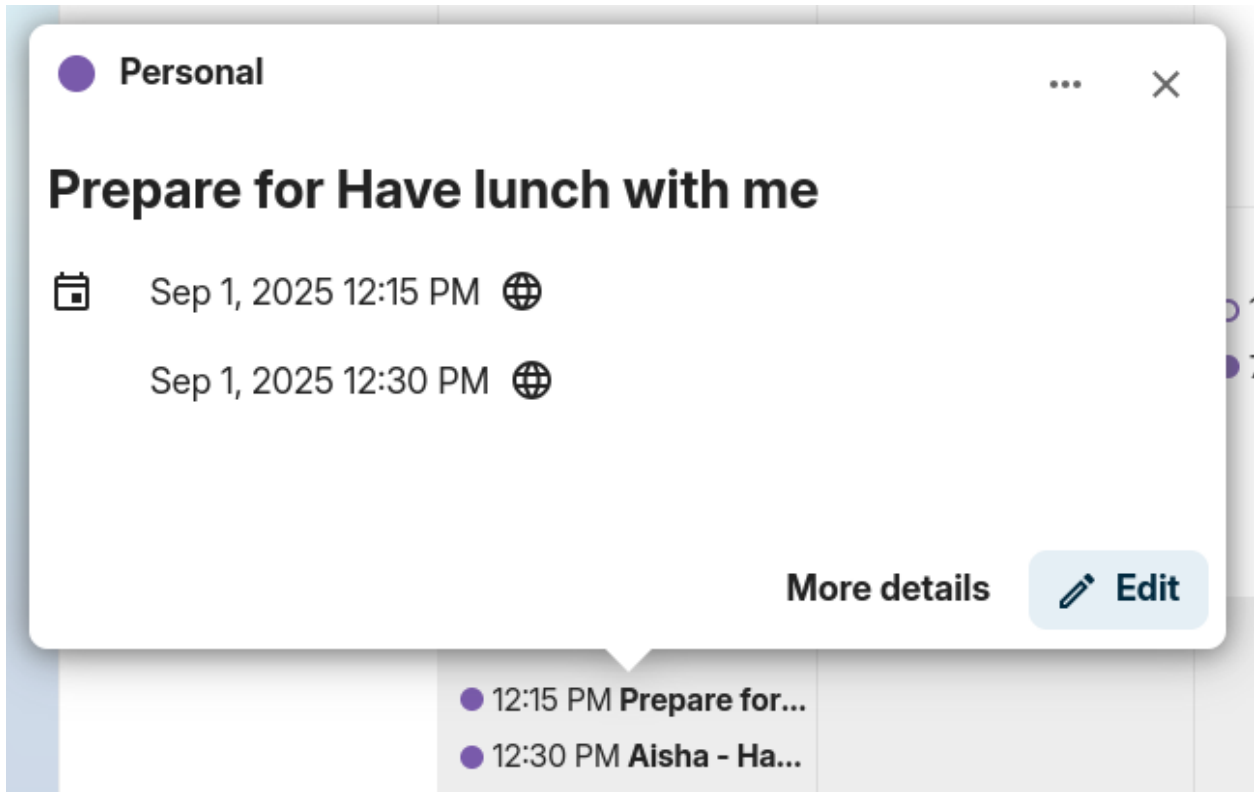 Personal
Prepare for Have lunch with me
Sep 1, 2025 12:15 PM
Sep 1, 2025 12:30 PM
More details
Edit
12:15 PM Prepare for...
12:30 PM Aisha - Ha...